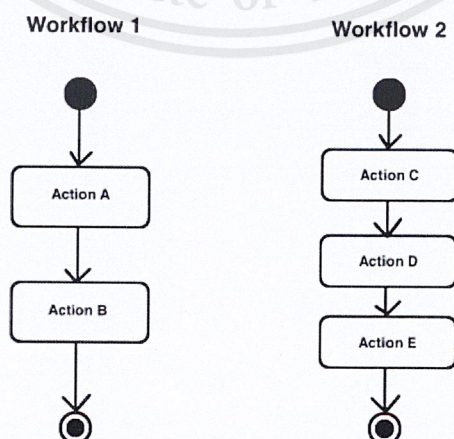 Workflow 1
Workflow 2
Action A
Action B
Action C
Action D
Action E